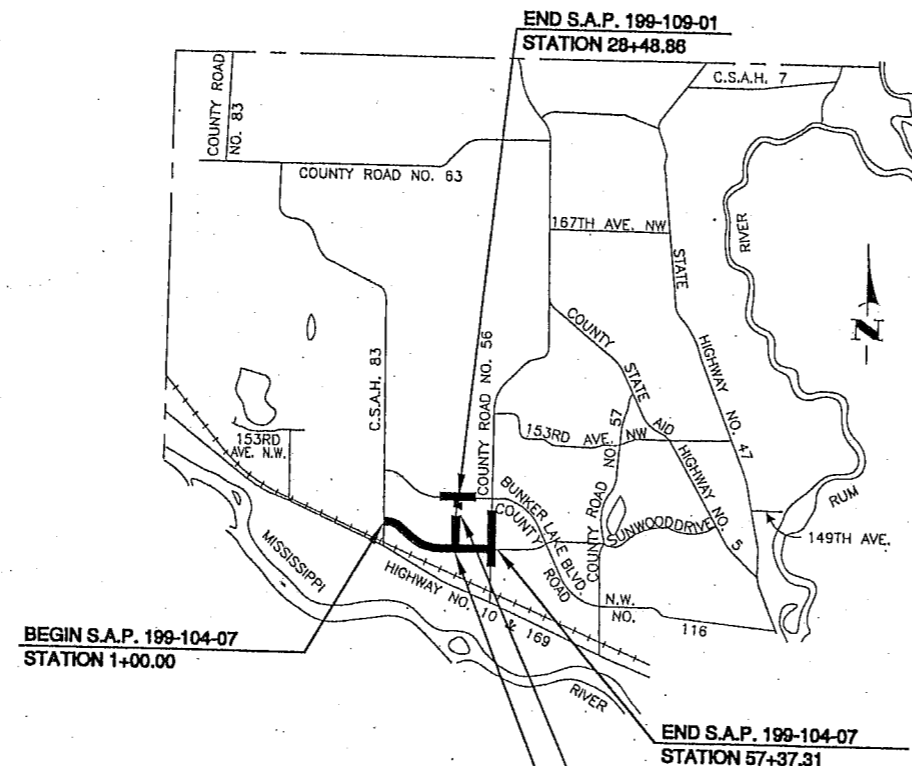 END S.A.P. 199-109-01
STATION 28+48.86
C.S.A.H. 7
COUNTY ROAD
NO. 83
COUNTY ROAD NO. 63
167TH AVE. NW
RIVER
STATE
HIGHWAY NO. 47
N
COUNTY
STATE AID
HIGHWAY NO. 5
C.S.A.H. 83
COUNTY ROAD NO. 56
153RD
AVE. N.W.
153RD AVE. NW
COUNTY ROAD NO. 57
BUNKER LAKE BLVD.
COUNTY
ROAD
N.W.
NO.
116
SUNWOOD DRIVE
RUM
149TH AVE.
MISSISSIPPI
HIGHWAY NO. 10 & 169
RIVER
BEGIN S.A.P. 199-104-07
STATION 1+00.00
END S.A.P. 199-104-07
STATION 57+37.31